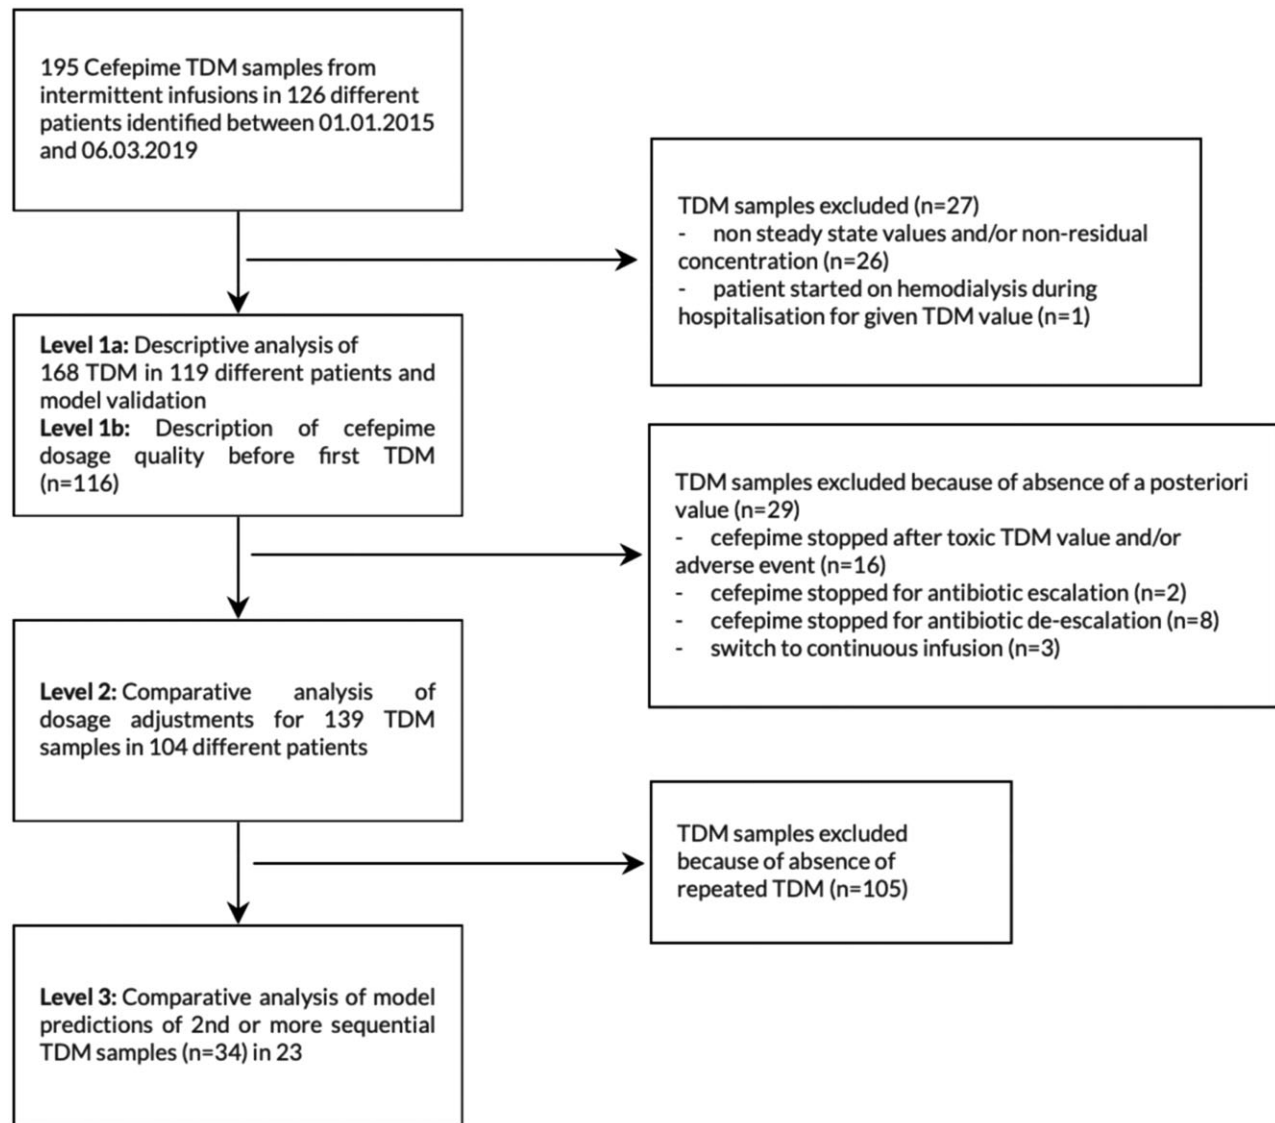 195 Cefepime TDM samples from
intermittent infusions in 126 different
patients identified between 01.01.2015
and 06.03.2019
TDM samples excluded (n=27)
- non steady state values and/or non-residual
concentration (n=26)
- patient started on hemodialysis during
hospitalisation for given TDM value (n=1)
Level 1a: Descriptive analysis of
168 TDM in 119 different patients and
model validation
Level 1b: Description of cefepime
dosage quality before first TDM
(n=116)
TDM samples excluded because of absence of a posteriori
value (n=29)
- cefepime stopped after toxic TDM value and/or
adverse event (n=16)
- cefepime stopped for antibiotic escalation (n=2)
- cefepime stopped for antibiotic de-escalation (n=8)
- switch to continuous infusion (n=3)
Level 2: Comparative analysis of
dosage adjustments for 139 TDM
samples in 104 different patients
TDM samples excluded
because of absence of
repeated TDM (n=105)
Level 3: Comparative analysis of model
predictions of 2nd or more sequential
TDM samples (n=34) in 23